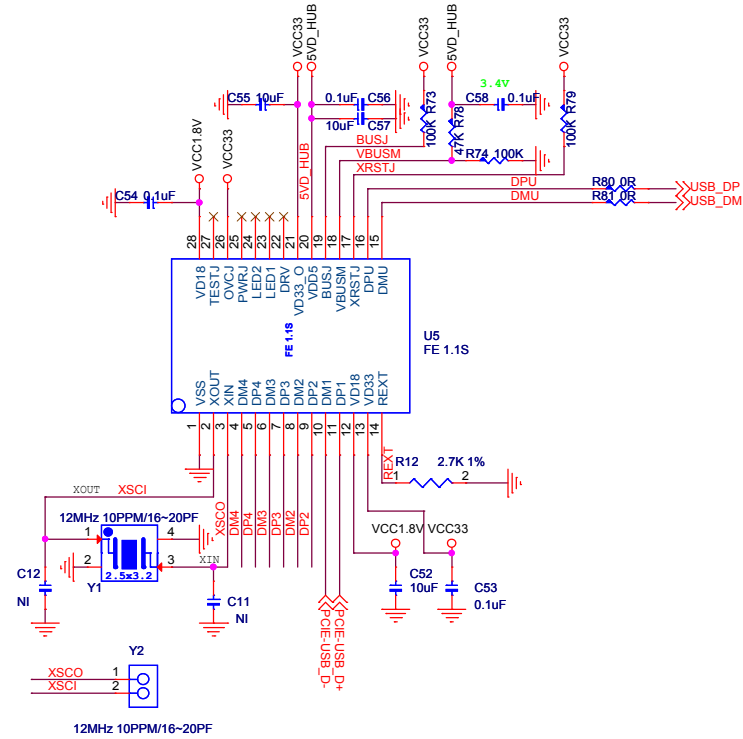 VCC33
5VD_HUB
VCC33
5VD_HUB
VCC33
3.4V
C55 10uF
0.1uF C56
10uF C57
100K R73
47K R78
C58 0.1uF
100K R79
VCC1.8V
VCC33
5VD_HUB
BUSJ
VBUSM
XRSTJ
R74 100K
DPU
DMU
R80 0R
R81 0R
USB_DP
USB_DM
C54 0.1uF
28 27 26 25 24 23 22 21 20 19 18 17 16 15
VD18 TESTJ OVCJ PWRJ LED2 LED1 DRV VD33_O VDD5 BUSJ VBUSM XRSTJ DPU DMU
FE 1.1S
U5
FE 1.1S
VSS XOUT XIN DM4 DP4 DM3 DP3 DM2 DP2 DM1 DP1 VD18 VD33 REXT
1 2 3 4 5 6 7 8 9 10 11 12 13 14
REXT
R12 2.7K 1%
1 2
XOUT XSCI
XSCO DM4 DP4 DM3 DP3 DM2 DP2
12MHz 10PPM/16~20PF
1 4
2 3
XIN
2.5x3.2
Y1
C12
NI
C11
NI
VCC1.8V VCC33
C52
10uF
C53
0.1uF
PCIE-USB_D-
PCIE-USB_D+
Y2
XSCO 1
XSCI 2
12MHz 10PPM/16~20PF